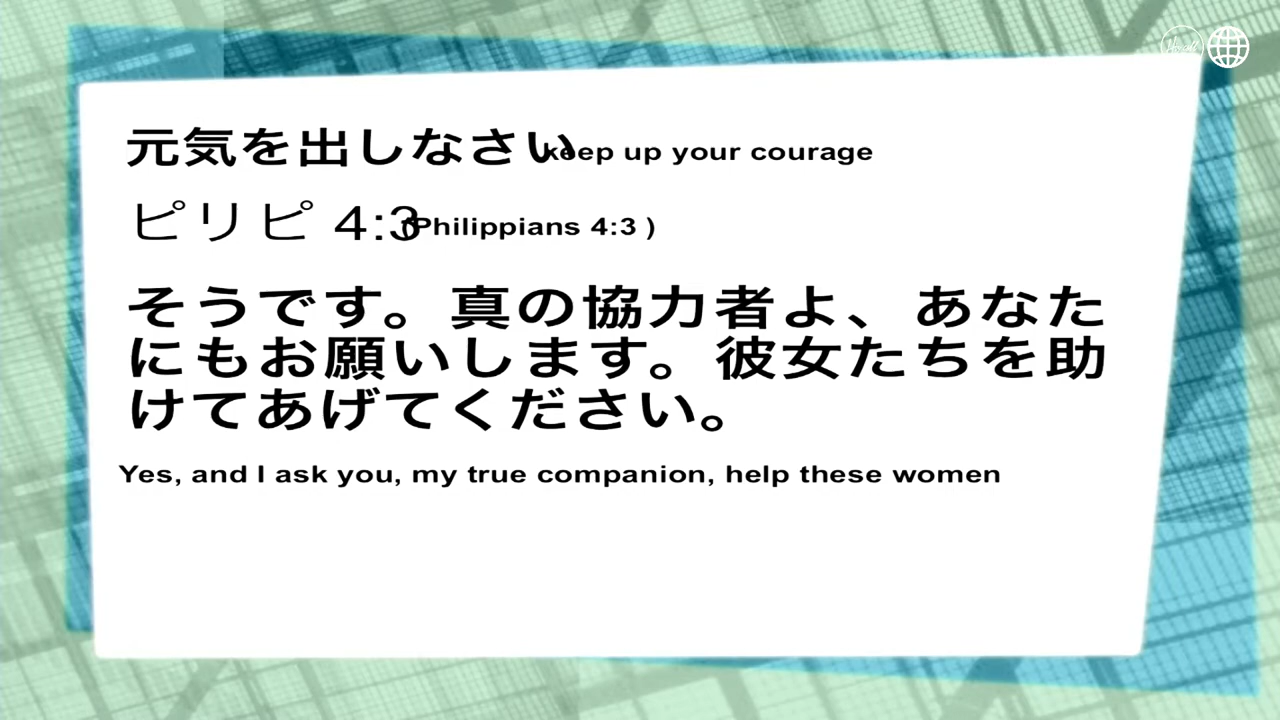 元気を出しなさい keep up your courage
ピリピ 4:3 (Philippians 4:3 )
そうです。真の協力者よ、あなた
にもお願いします。彼女たちを助
けてあげてください。
Yes, and I ask you, my true companion, help these women